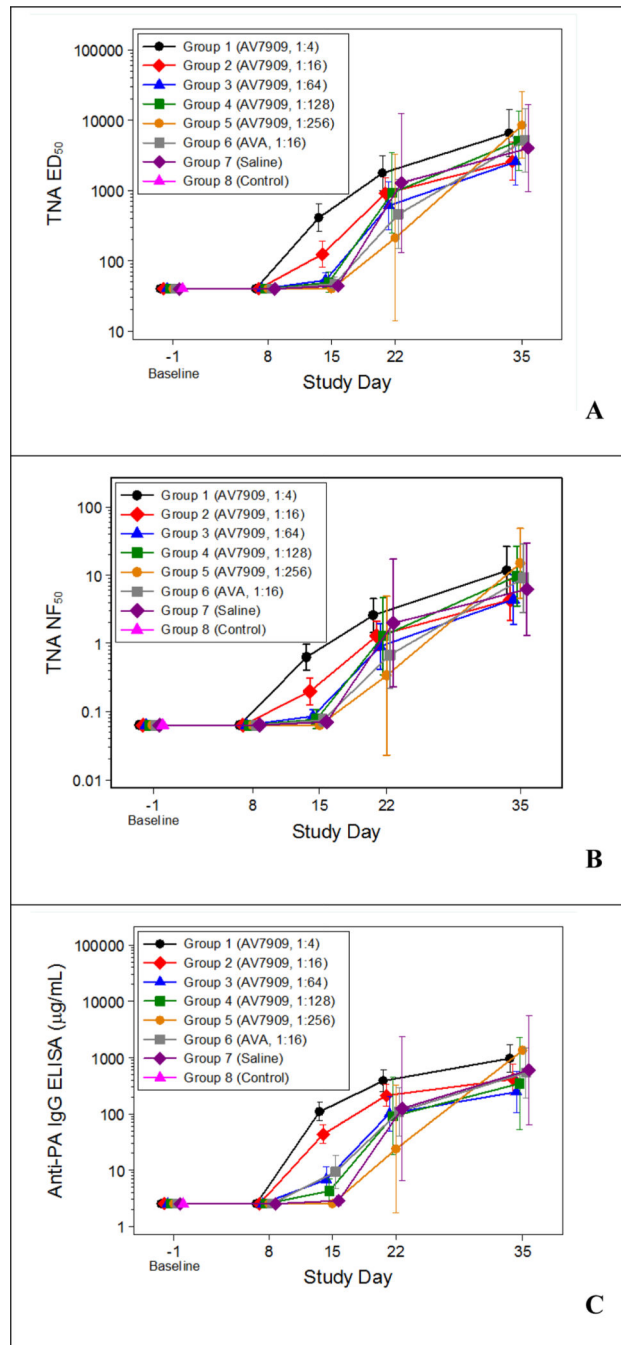 Group 1 (AV7909, 1:4)
Group 2 (AV7909, 1:16)
Group 3 (AV7909, 1:64)
Group 4 (AV7909, 1:128)
Group 5 (AV7909, 1:256)
Group 6 (AVA, 1:16)
Group 7 (Saline)
Group 8 (Control)
TNA ED50
100000
10000
1000
100
10
-1 8 15 22 35
Baseline
Study Day
A
Group 1 (AV7909, 1:4)
Group 2 (AV7909, 1:16)
Group 3 (AV7909, 1:64)
Group 4 (AV7909, 1:128)
Group 5 (AV7909, 1:256)
Group 6 (AVA, 1:16)
Group 7 (Saline)
Group 8 (Control)
TNA NF50
100
10
1
0.1
0.01
-1 8 15 22 35
Baseline
Study Day
B
Group 1 (AV7909, 1:4)
Group 2 (AV7909, 1:16)
Group 3 (AV7909, 1:64)
Group 4 (AV7909, 1:128)
Group 5 (AV7909, 1:256)
Group 6 (AVA, 1:16)
Group 7 (Saline)
Group 8 (Control)
Anti-PA IgG ELISA (µg/mL)
100000
10000
1000
100
10
1
-1 8 15 22 35
Baseline
Study Day
C